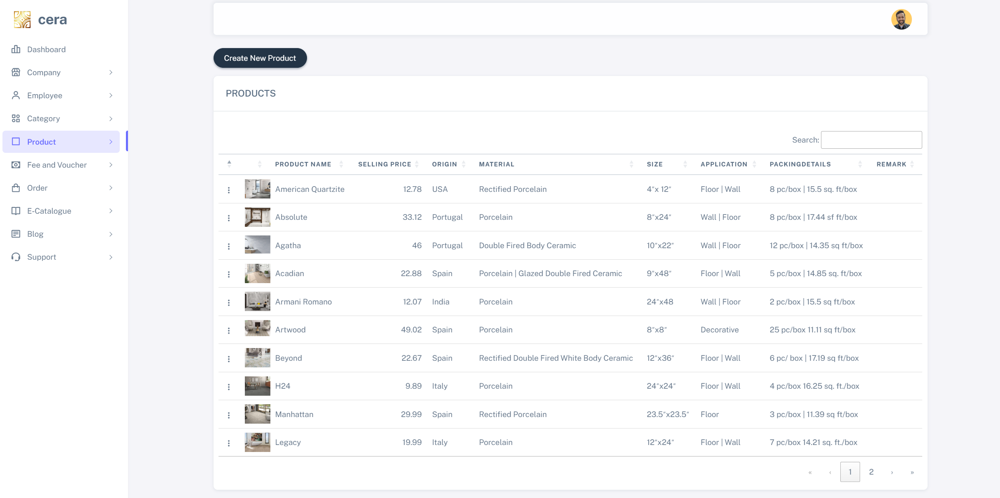 cera
Dashboard
Company
Employee
Category
Product
Fee and Voucher
Order
E-Catalogue
Blog
Support
Create New Product
PRODUCTS
Search:
PRODUCT NAME SELLING PRICE ORIGIN MATERIAL SIZE APPLICATION PACKINGDETAILS REMARK
American Quartzite 12.78 USA Rectified Porcelain 4″x 12″ Floor | Wall 8 pc/box | 15.5 sq. ft/box
Absolute 33.12 Portugal Porcelain 8″x24″ Wall | Floor 8 pc/box | 17.44 sf ft/box
Agatha 46 Portugal Double Fired Body Ceramic 10″x22″ Wall | Floor 12 pc/box | 14.35 sq ft/box
Acadian 22.88 Spain Porcelain | Glazed Double Fired Ceramic 9″x48″ Floor | Wall 5 pc/box | 14.85 sq. ft/box
Armani Romano 12.07 India Porcelain 24″x48 Wall | Floor 2 pc/box | 15.5 sq ft/box
Artwood 49.02 Spain Porcelain 8″x8″ Decorative 25 pc/box 11.11 sq ft/box
Beyond 22.67 Spain Rectified Double Fired White Body Ceramic 12″x36″ Floor | Wall 6 pc/ box | 17.19 sq ft/box
H24 9.89 Italy Porcelain 24″x24″ Floor | Wall 4 pc/box 16.25 sq. ft./box
Manhattan 29.99 Spain Rectified Porcelain 23.5″x23.5″ Floor 3 pc/box | 11.39 sq ft/box
Legacy 19.99 Italy Porcelain 12″x24″ Floor | Wall 7 pc/box 14.21 sq. ft./box
« ‹ 1 2 › »